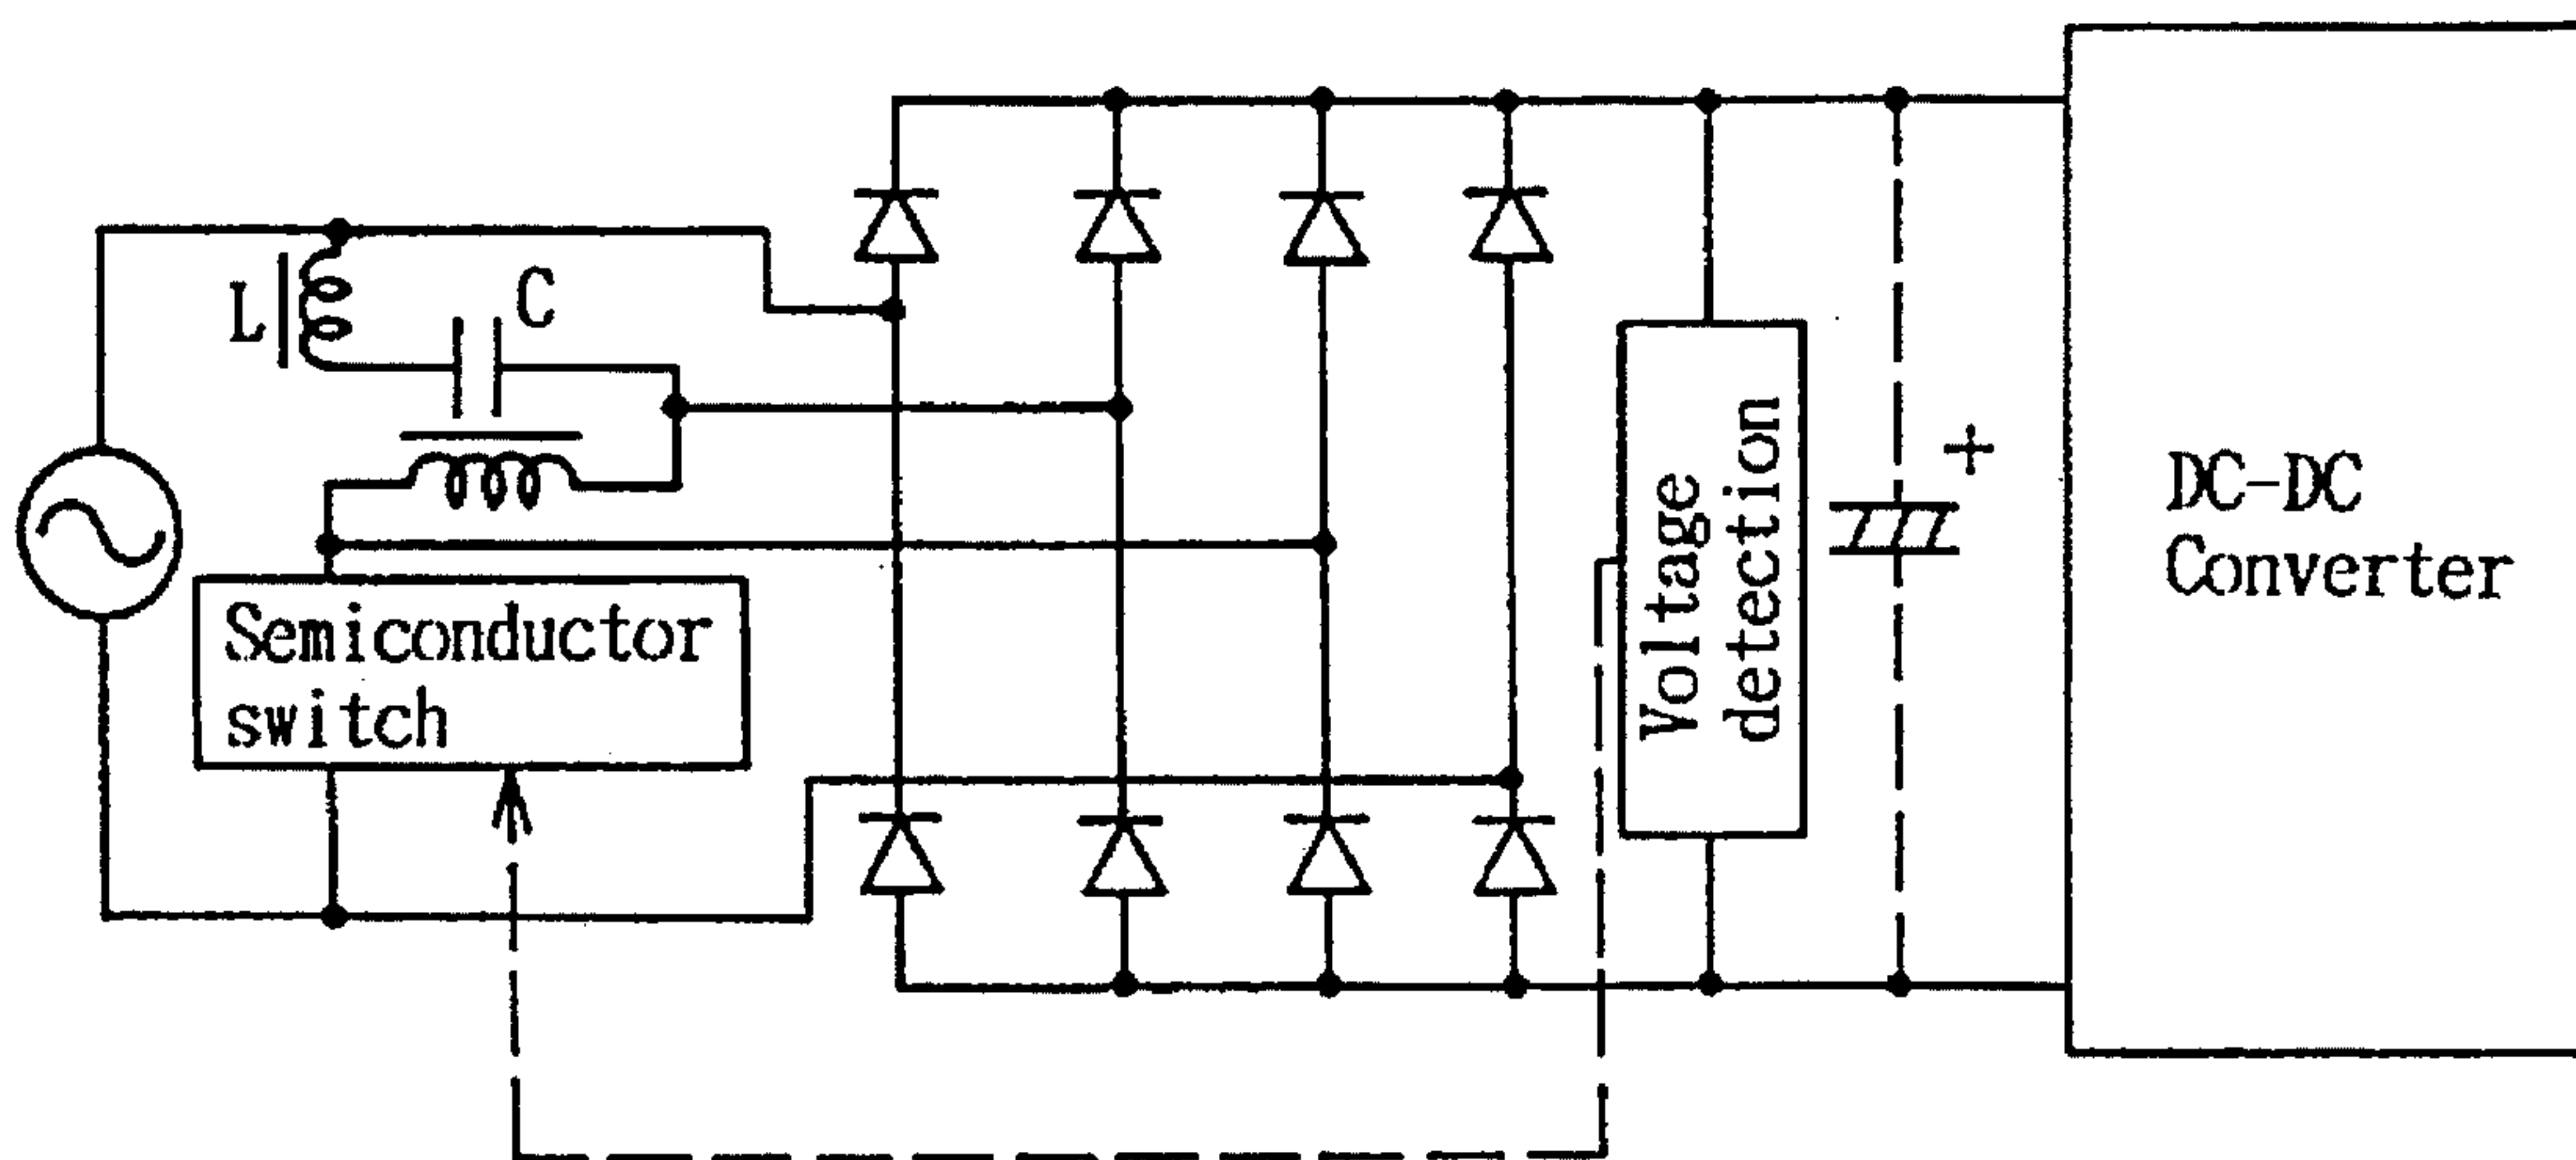 L
C
Semiconductor
switch
Voltage
detection
+
DC-DC
Converter